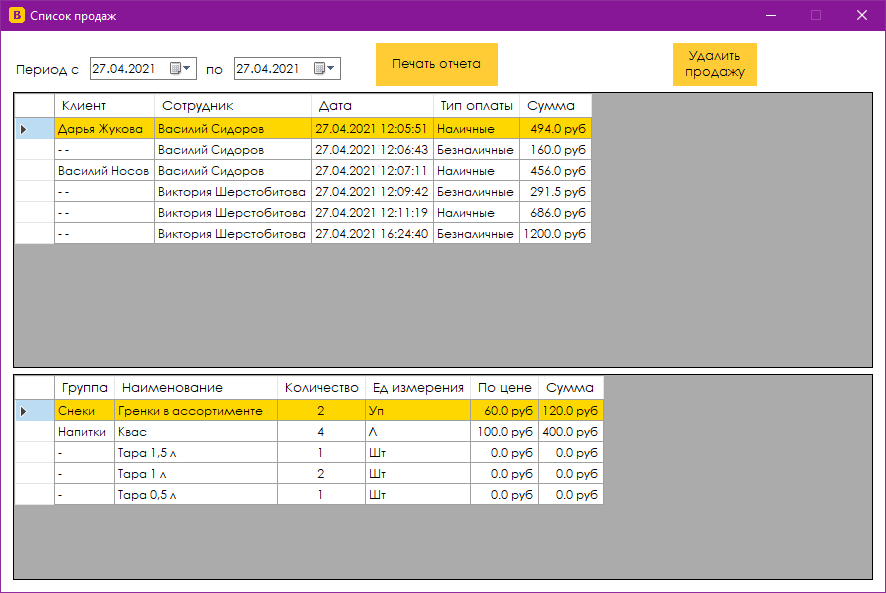 B Список продаж
Период с 27.04.2021 по 27.04.2021 Печать отчета Удалить
продажу
Клиент Сотрудник Дата Тип оплаты Сумма
Дарья Жукова Василий Сидоров 27.04.2021 12:05:51 Наличные 494.0 руб
- - Василий Сидоров 27.04.2021 12:06:43 Безналичные 160.0 руб
Василий Носов Василий Сидоров 27.04.2021 12:07:11 Наличные 456.0 руб
- - Виктория Шерстобитова 27.04.2021 12:09:42 Безналичные 291.5 руб
- - Виктория Шерстобитова 27.04.2021 12:11:19 Наличные 686.0 руб
- - Виктория Шерстобитова 27.04.2021 16:24:40 Безналичные 1200.0 руб
Группа Наименование Количество Ед измерения По цене Сумма
Снеки Гренки в ассортименте 2 Уп 60.0 руб 120.0 руб
Напитки Квас 4 Л 100.0 руб 400.0 руб
- Тара 1,5 л 1 Шт 0.0 руб 0.0 руб
- Тара 1 л 2 Шт 0.0 руб 0.0 руб
- Тара 0,5 л 1 Шт 0.0 руб 0.0 руб